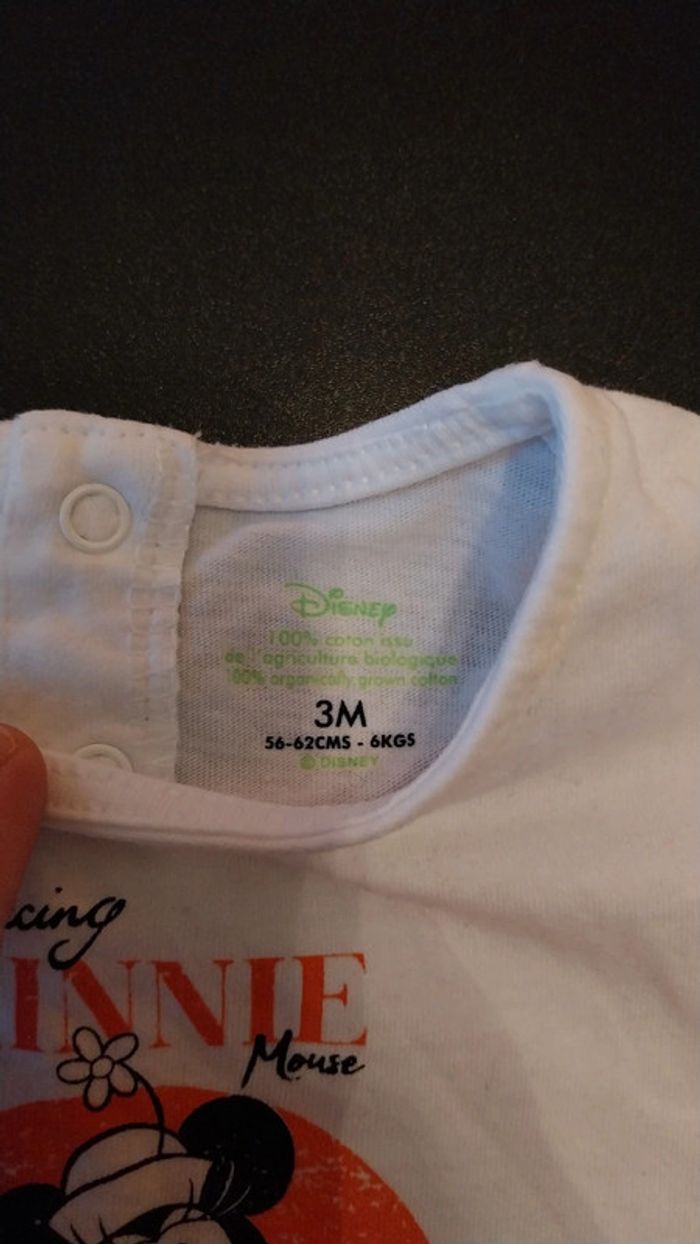 Disney
100% coton issu
de l'agriculture biologique
100% organically grown cotton
3M
56-62CMS - 6KGS
© DISNEY
cing
INNIE
Mouse